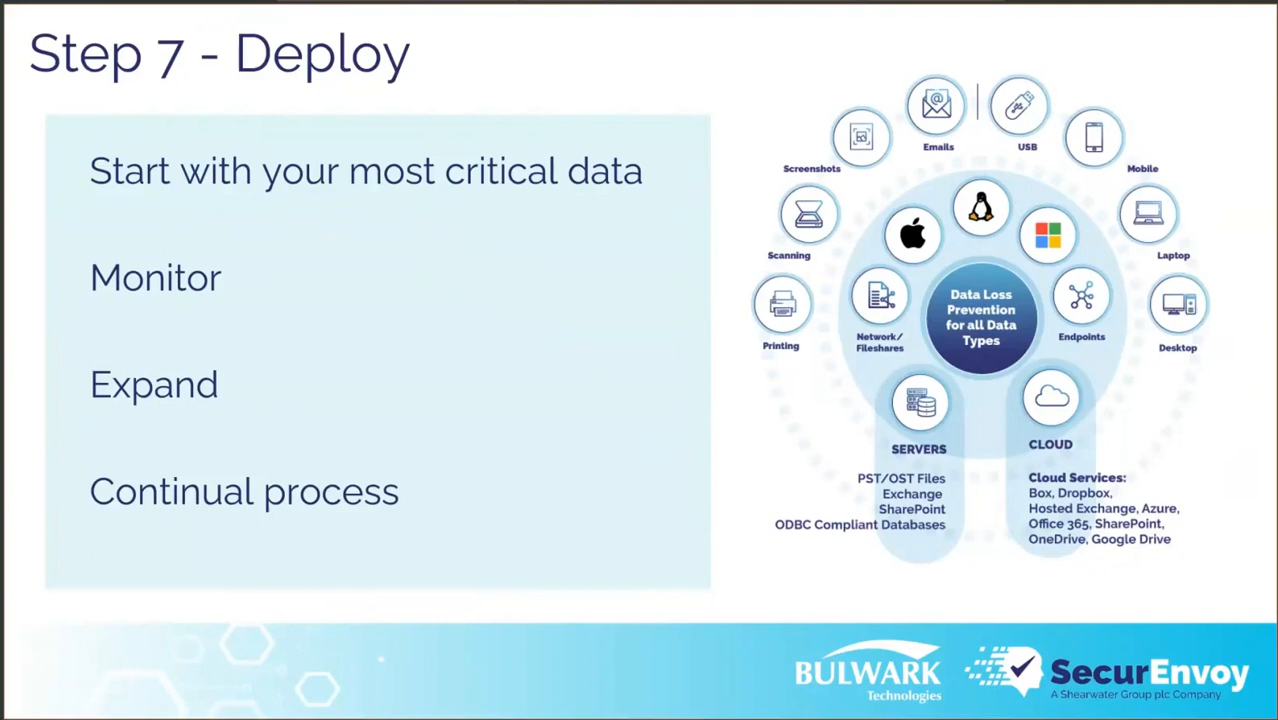 Step 7 - Deploy
Start with your most critical data
Monitor
Expand
Continual process
Emails
USB
Screenshots
Mobile
Scanning
Laptop
Printing
Desktop
Network/
Fileshares
Endpoints
Data Loss
Prevention
for all Data
Types
SERVERS
PST/OST Files
Exchange
SharePoint
ODBC Compliant Databases
CLOUD
Cloud Services:
Box, Dropbox,
Hosted Exchange, Azure,
Office 365, SharePoint,
OneDrive, Google Drive
BULWARK
Technologies
SecurEnvoy
A Shearwater Group plc Company